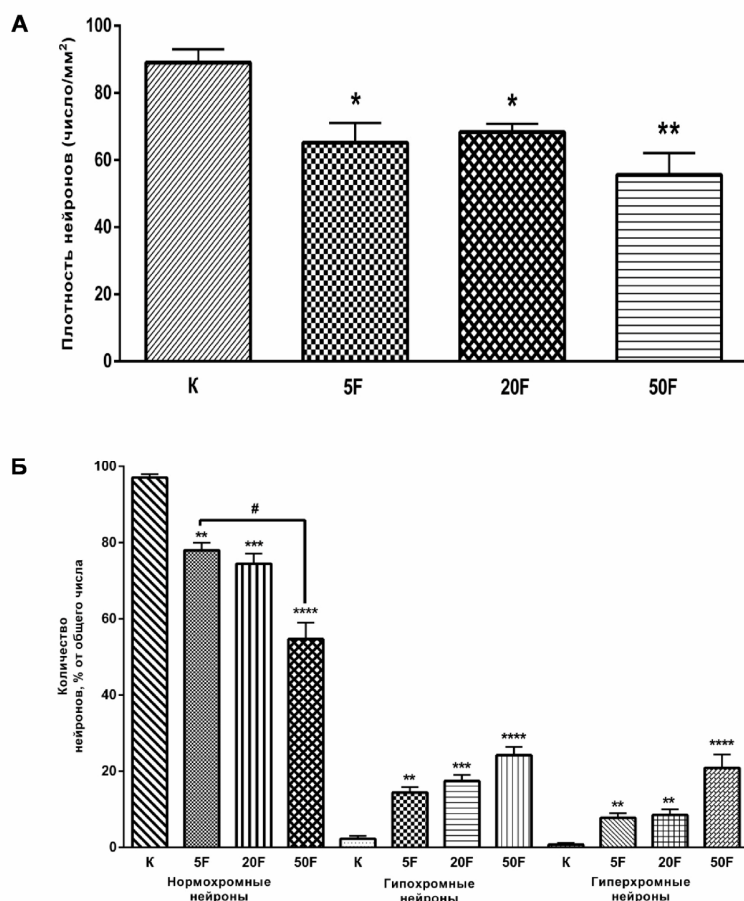 А
Плотность нейронов (число/мм²)
100
80
60
40
20
0
*
*
**
К 5F 20F 50F
Б
Количество
нейронов, % от общего числа
100
80
60
40
20
0
#
**
***
****
**
***
****
**
**
****
К 5F 20F 50F К 5F 20F 50F К 5F 20F 50F
Нормохромные
нейроны
Гипохромные
нейроны
Гиперхромные
нейроны